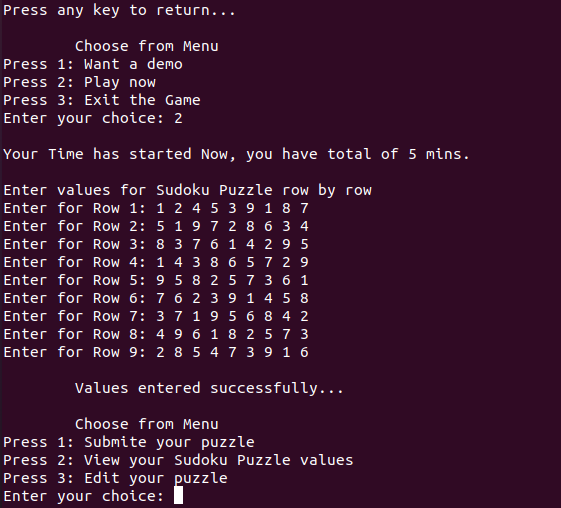 Press any key to return...
Choose from Menu
Press 1: Want a demo
Press 2: Play now
Press 3: Exit the Game
Enter your choice: 2
Your Time has started Now, you have total of 5 mins.
Enter values for Sudoku Puzzle row by row
Enter for Row 1: 1 2 4 5 3 9 1 8 7
Enter for Row 2: 5 1 9 7 2 8 6 3 4
Enter for Row 3: 8 3 7 6 1 4 2 9 5
Enter for Row 4: 1 4 3 8 6 5 7 2 9
Enter for Row 5: 9 5 8 2 5 7 3 6 1
Enter for Row 6: 7 6 2 3 9 1 4 5 8
Enter for Row 7: 3 7 1 9 5 6 8 4 2
Enter for Row 8: 4 9 6 1 8 2 5 7 3
Enter for Row 9: 2 8 5 4 7 3 9 1 6
Values entered successfully...
Choose from Menu
Press 1: Submite your puzzle
Press 2: View your Sudoku Puzzle values
Press 3: Edit your puzzle
Enter your choice: